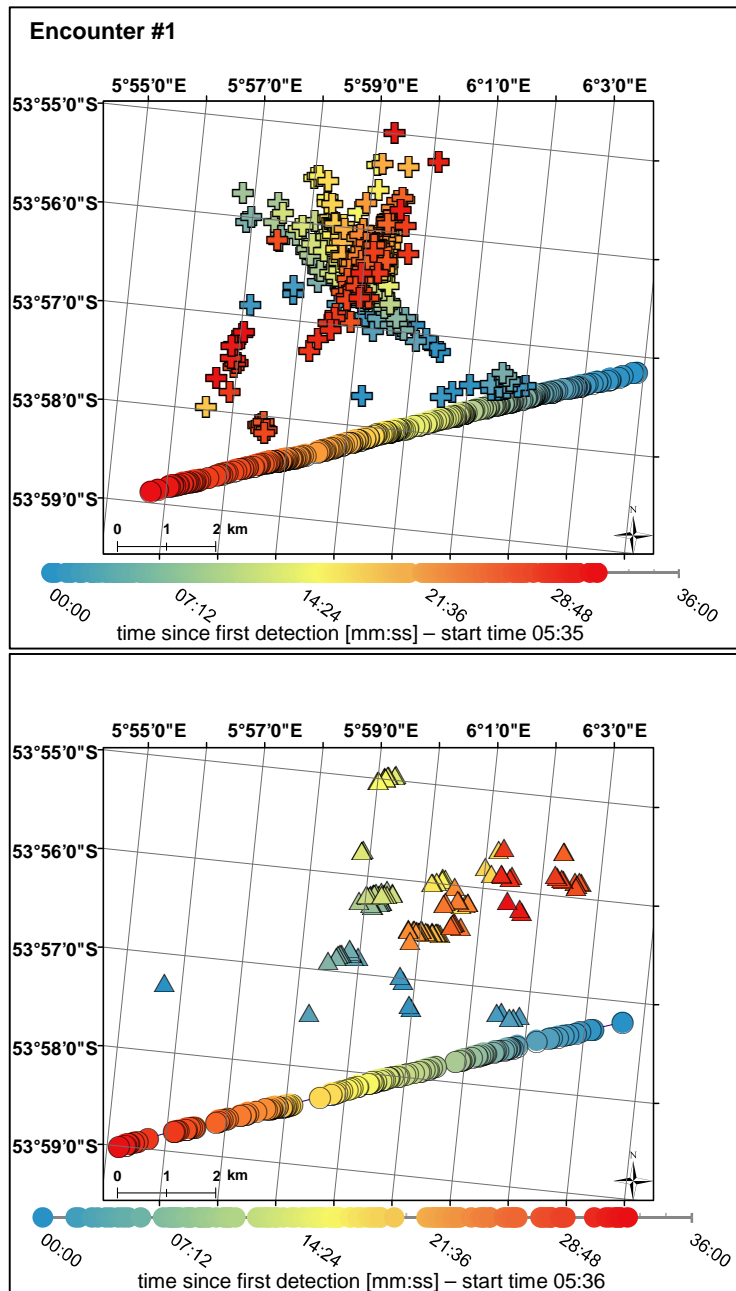 Encounter #1
5°55'0"E 5°57'0"E 5°59'0"E 6°1'0"E 6°3'0"E
53°55'0"S
53°56'0"S
53°57'0"S
53°58'0"S
53°59'0"S
N
0 1 2 km
00:00 07:12 14:24 21:36 28:48 36:00
time since first detection [mm:ss] – start time 05:35
5°55'0"E 5°57'0"E 5°59'0"E 6°1'0"E 6°3'0"E
53°55'0"S
53°56'0"S
53°57'0"S
53°58'0"S
53°59'0"S
N
0 1 2 km
00:00 07:12 14:24 21:36 28:48 36:00
time since first detection [mm:ss] – start time 05:36